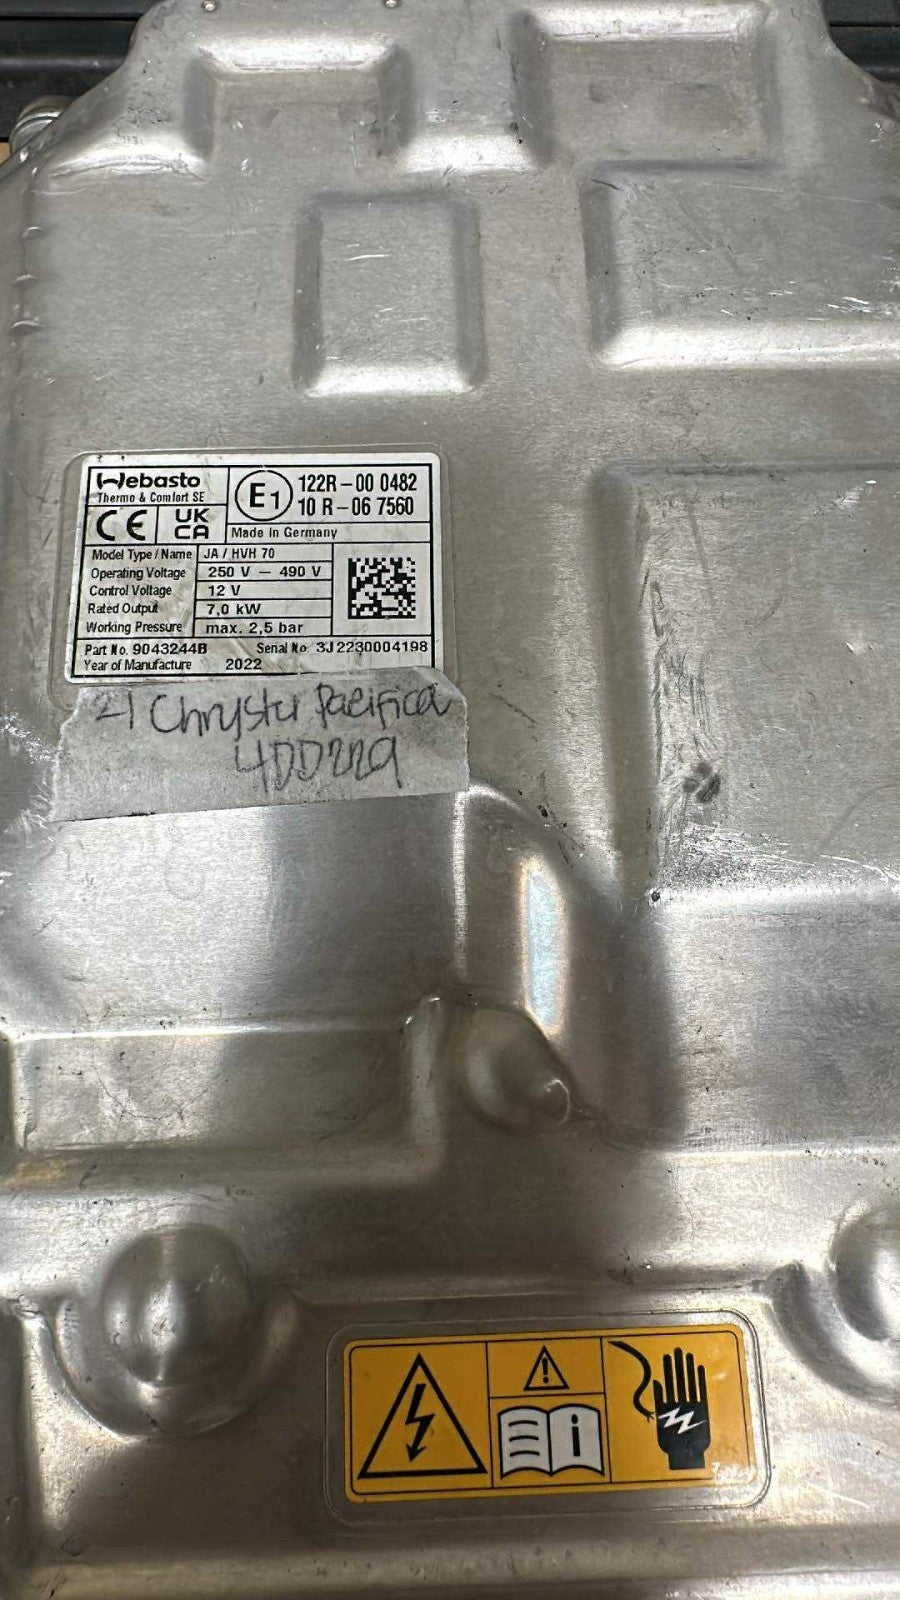 Webasto
Thermo & Comfort SE
E1
122R-00 0482
10 R-06 7560
CE
UK
CA
Made in Germany
Model Type / Name JA / HVH 70
Operating Voltage 250 V — 490 V
Control Voltage 12 V
Rated Output 7,0 kW
Working Pressure max. 2,5 bar
Part No. 9043244B Serial No 3J2230004198
Year of Manufacture 2022
21 Chrysler Pacifica
4DD229
i